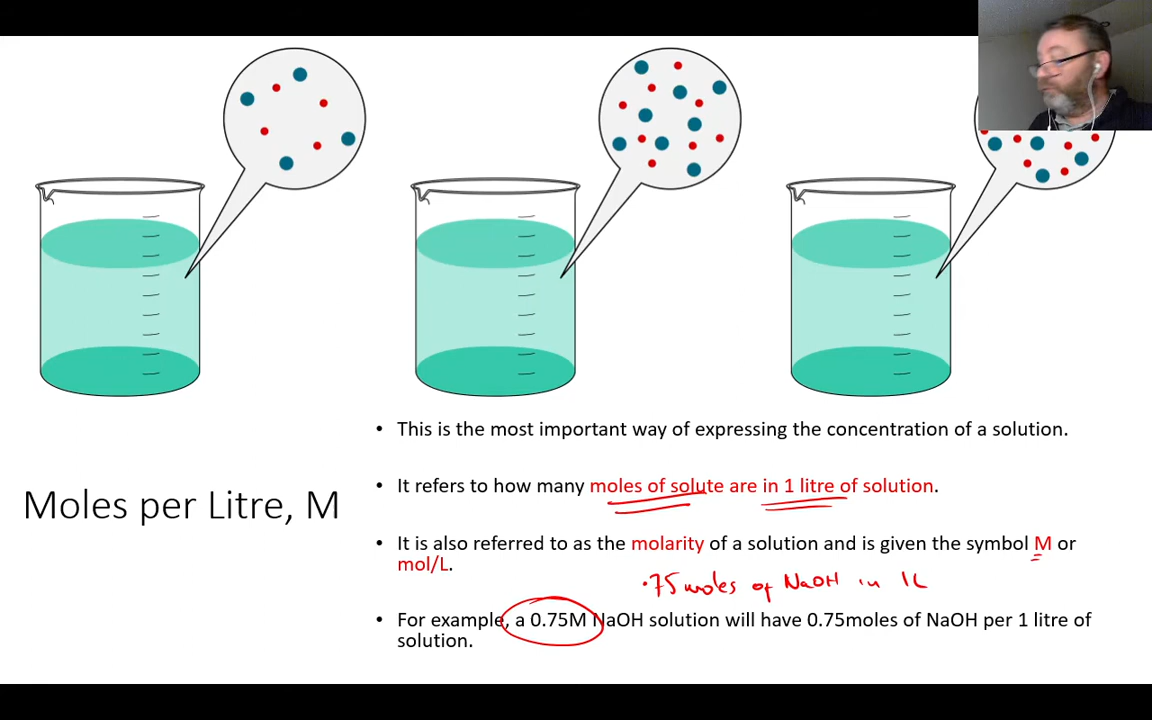 • This is the most important way of expressing the concentration of a solution.
• It refers to how many moles of solute are in 1 litre of solution.
Moles per Litre, M
• It is also referred to as the molarity of a solution and is given the symbol M or
mol/L.
·75 moles of NaOH in 1L
• For example, a 0.75M NaOH solution will have 0.75moles of NaOH per 1 litre of
solution.